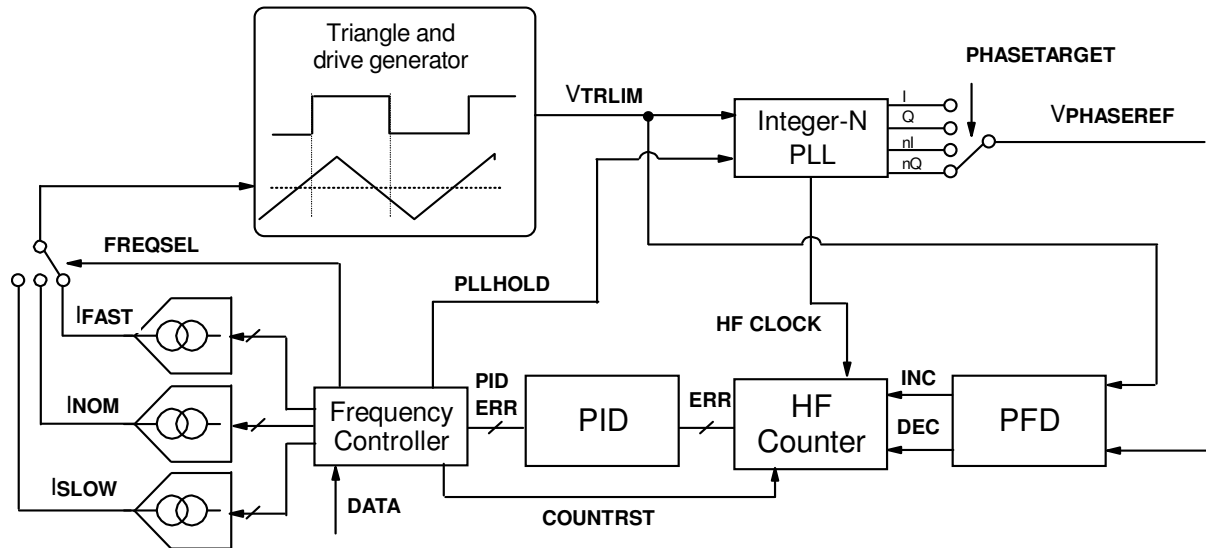 Triangle and
drive generator
VTRLIM
Integer-N
PLL
I
Q
nI
nQ
PHASETARGET
VPHASEREF
FREQSEL
PLLHOLD
HF CLOCK
IFAST
INOM
ISLOW
Frequency
Controller
DATA
PID
ERR
PID
ERR
HF
Counter
COUNTRST
INC
DEC
PFD